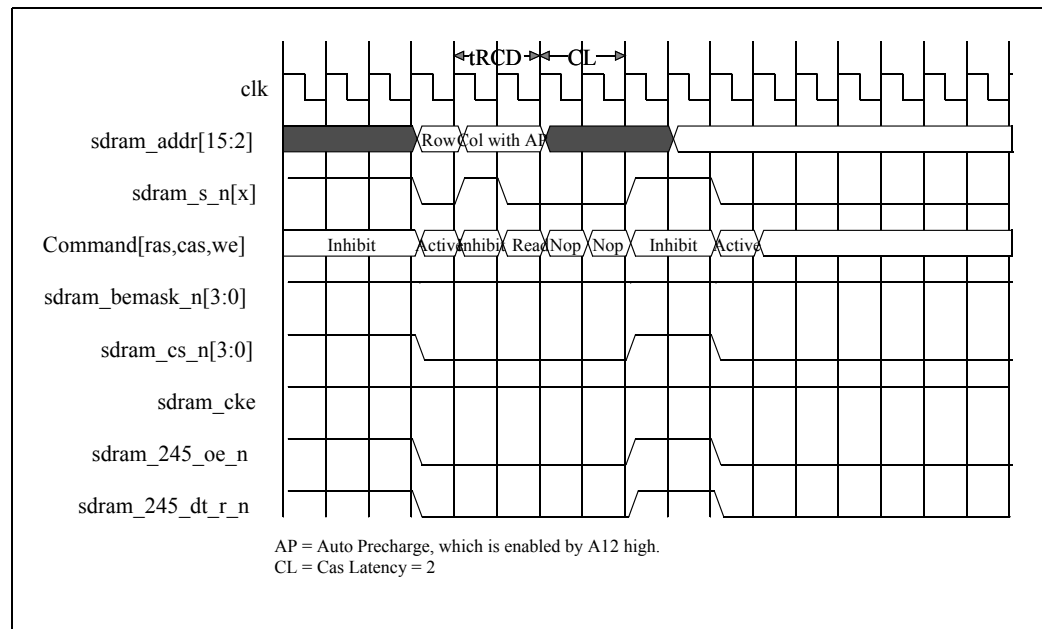 tRCD CL
clk
sdram_addr[15:2] Row Col with AP
sdram_s_n[x]
Command[ras,cas,we] Inhibit Active Inhibit Read Nop Nop Inhibit Active
sdram_bemask_n[3:0]
sdram_cs_n[3:0]
sdram_cke
sdram_245_oe_n
sdram_245_dt_r_n
AP = Auto Precharge, which is enabled by A12 high.
CL = Cas Latency = 2